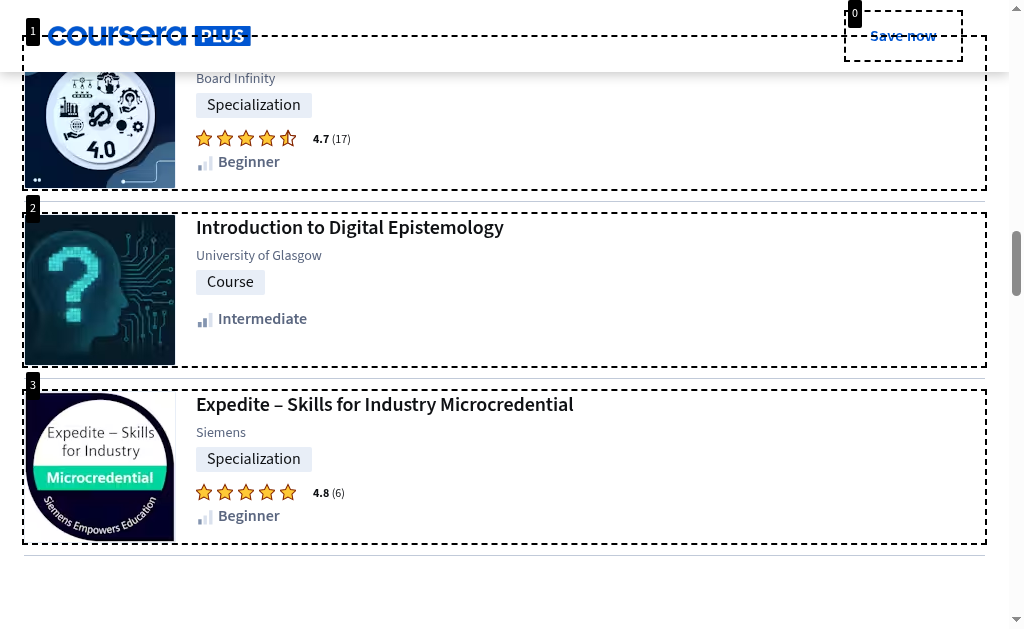 0
1
coursera PLUS
Save now
Board Infinity
Specialization
4.0
4.7 (17)
Beginner
2
Introduction to Digital Epistemology
University of Glasgow
Course
?
Intermediate
3
Expedite – Skills for Industry Microcredential
Siemens
Specialization
4.8 (6)
Beginner
Expedite – Skills
for Industry
Microcredential
Siemens Empowers Education